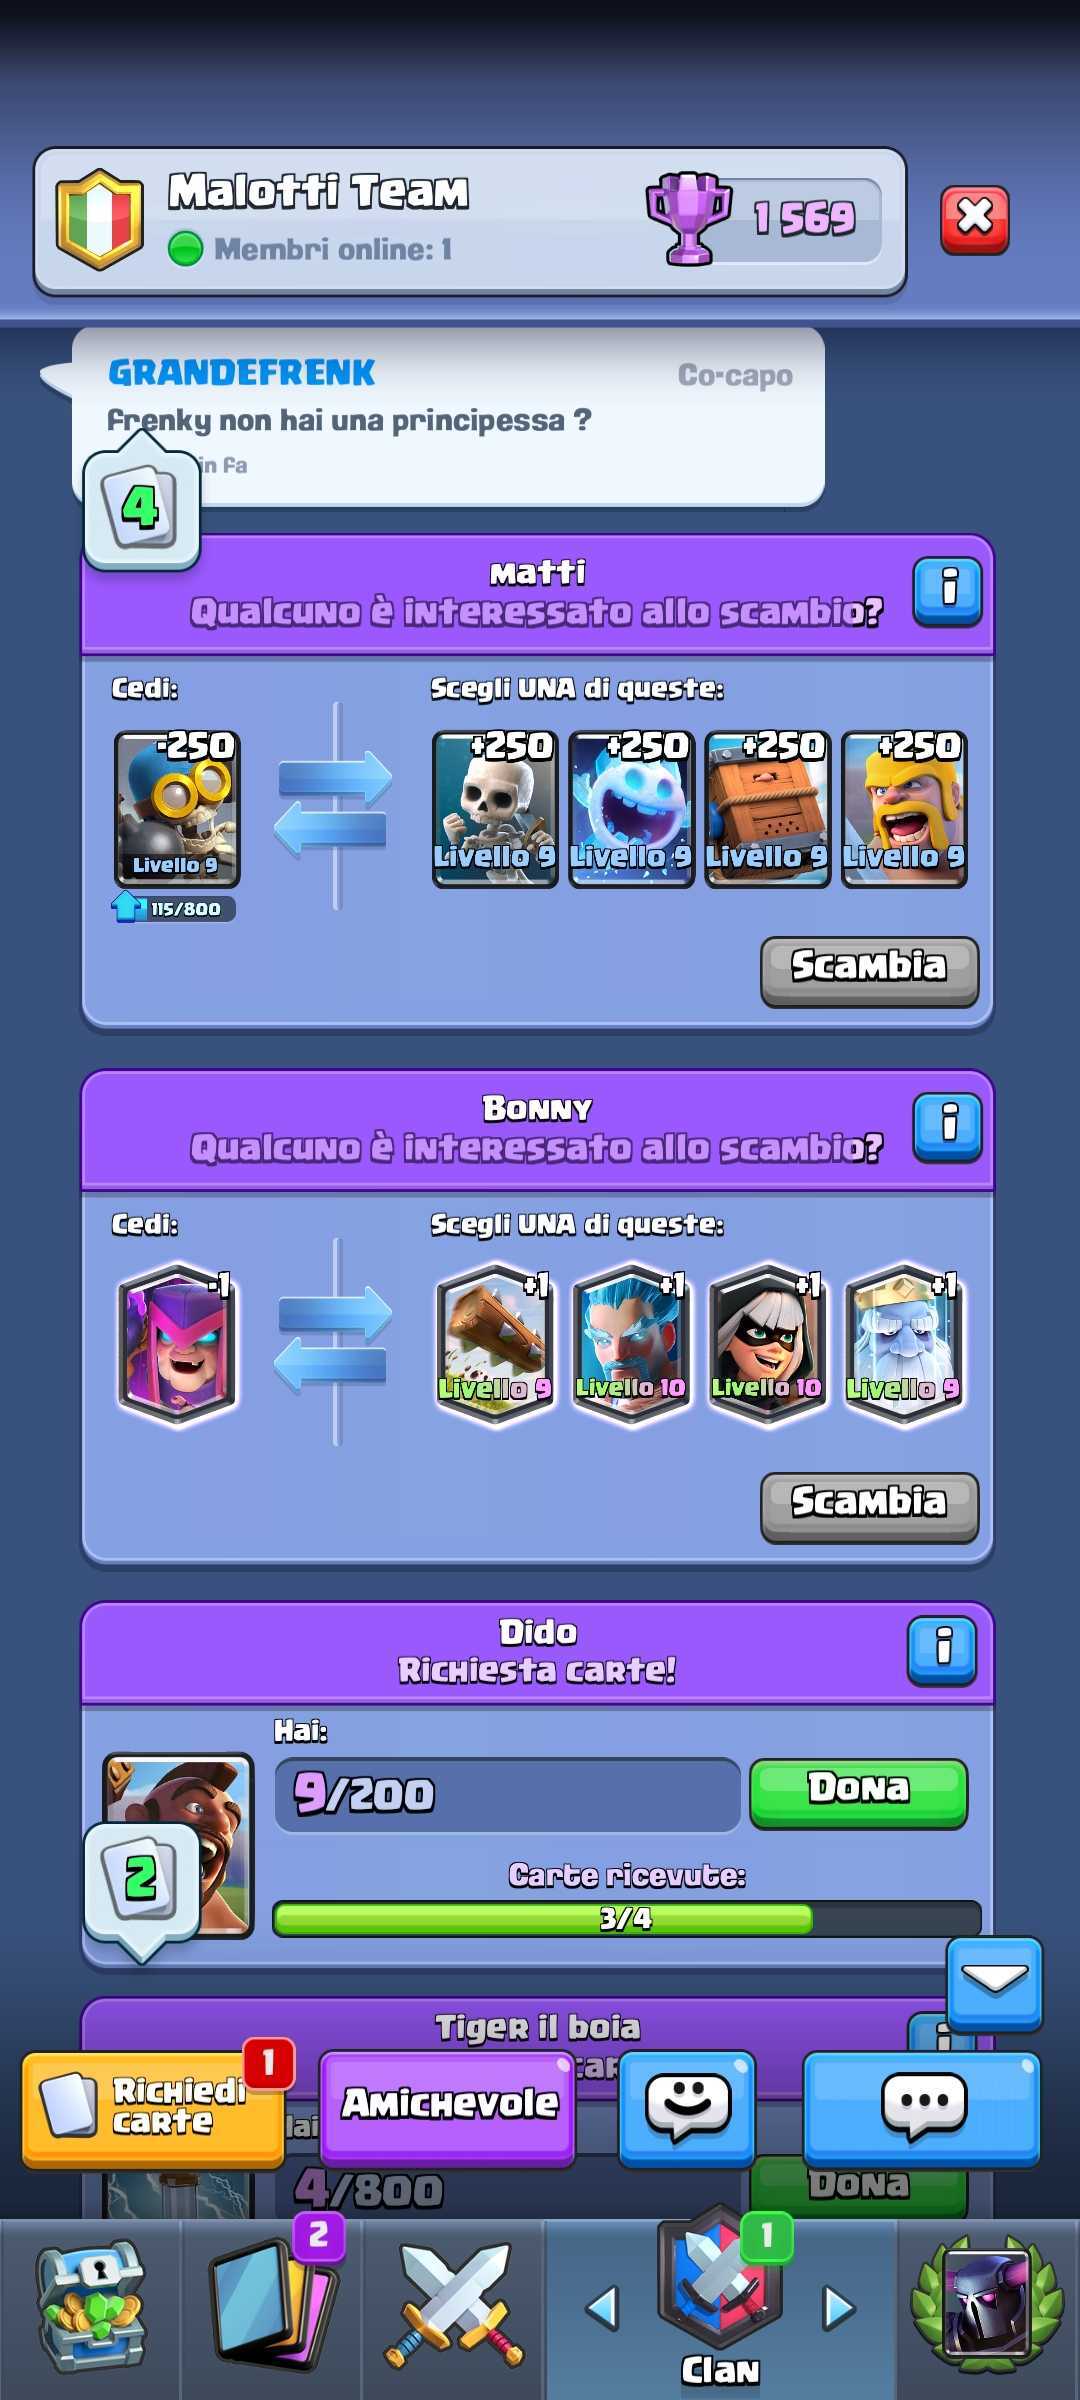 Malotti Team
Membri online: 1
1 569
GRANDEFRENK
Co-capo
frenky non hai una principessa ?
in fa
4
Matti
Qualcuno è interessato allo scambio?
i
Cedi:
Scegli UNA di queste:
-250
+250
+250
+250
+250
Livello 9
Livello 9
Livello 9
Livello 9
Livello 9
115/800
Scambia
Bonny
Qualcuno è interessato allo scambio?
i
Cedi:
Scegli UNA di queste:
-1
+1
+1
+1
+1
Livello 9
Livello 10
Livello 10
Livello 9
Scambia
Dido
Richiesta carte!
i
Hai:
9/200
Dona
2
Carte ricevute:
3/4
Tiger il boia
i
Richiedi
carte
1
Amichevole
4/800
Dona
2
1
Clan